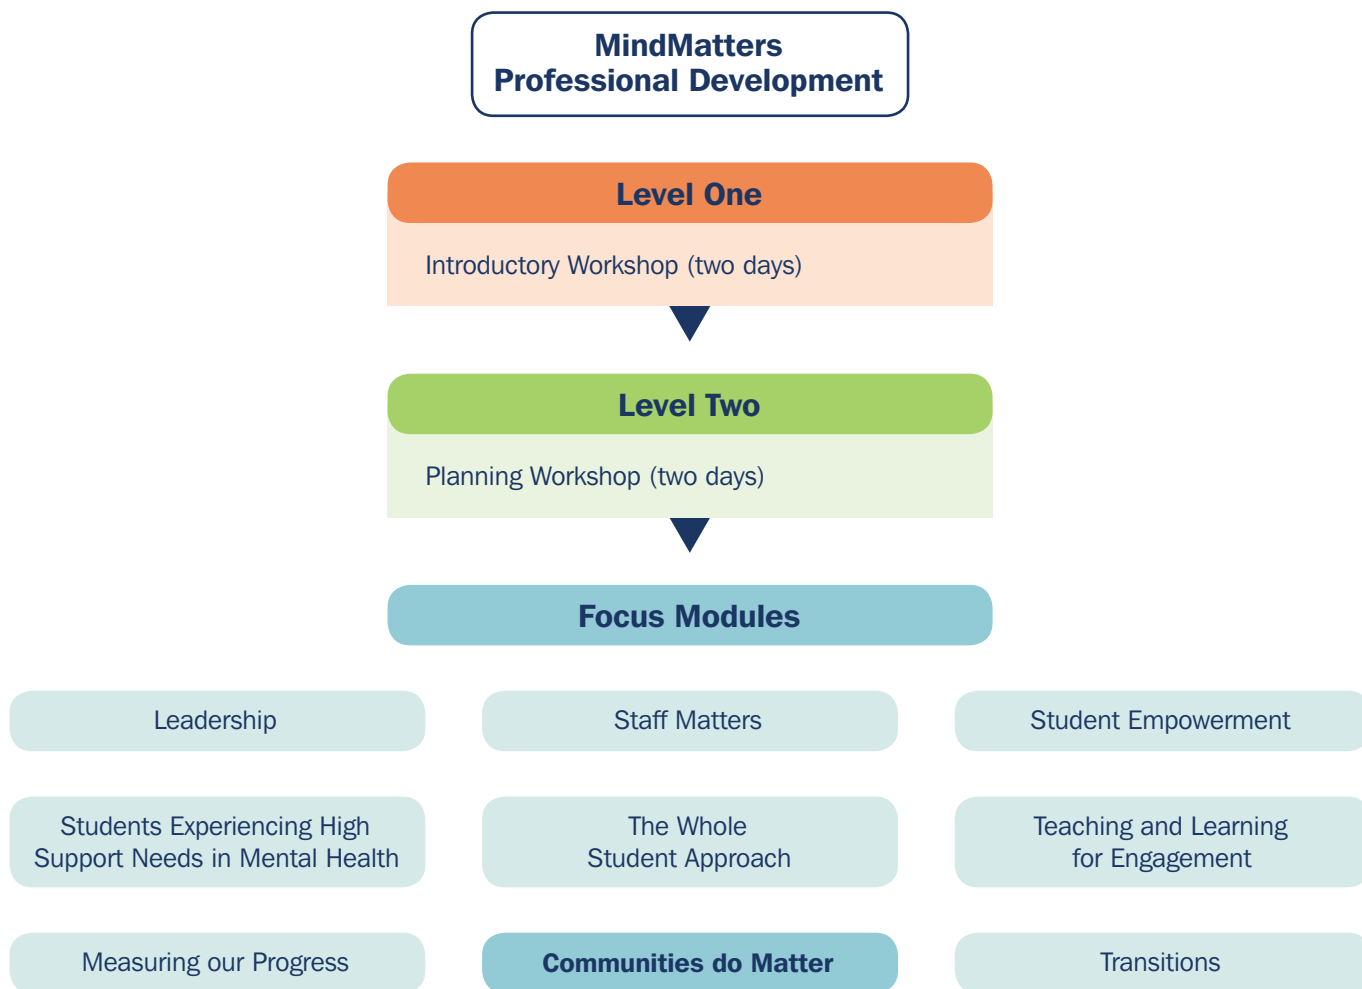 MindMatters
Professional Development
Level One
Introductory Workshop (two days)
Level Two
Planning Workshop (two days)
Focus Modules
Leadership
Staff Matters
Student Empowerment
Students Experiencing High
Support Needs in Mental Health
The Whole
Student Approach
Teaching and Learning
for Engagement
Measuring our Progress
Communities do Matter
Transitions